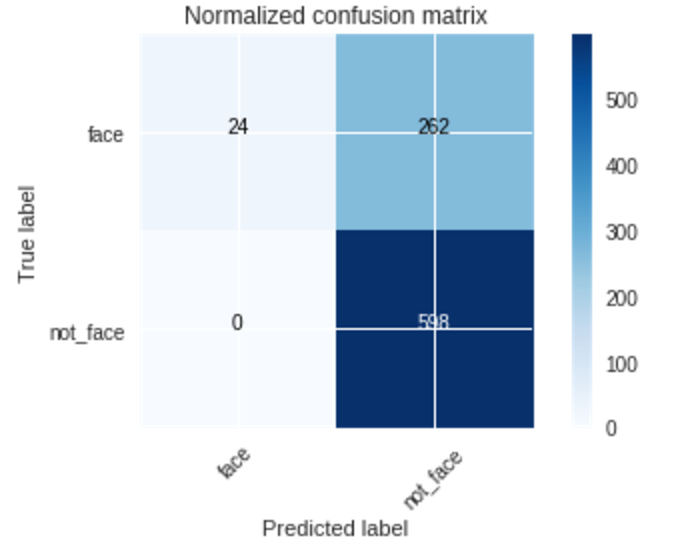 Normalized confusion matrix
True label
face
24
262
not_face
0
598
face
not_face
Predicted label
500
400
300
200
100
0